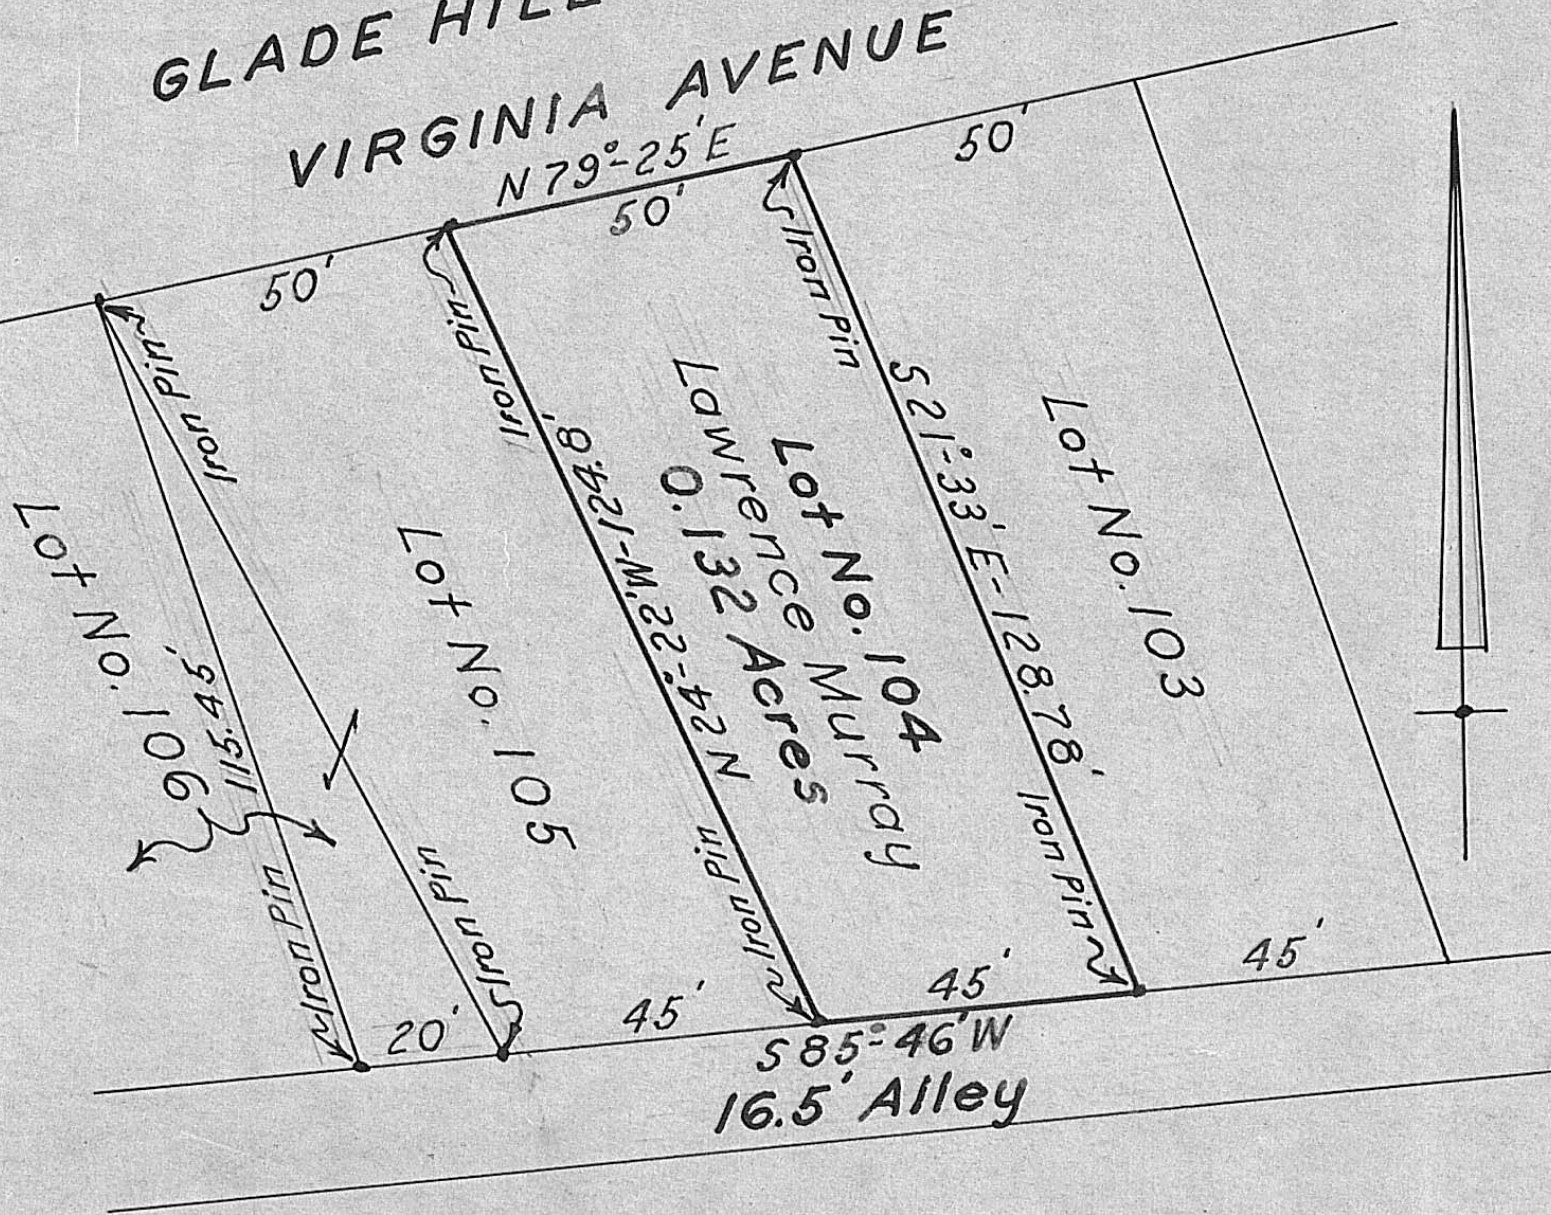 GLADE HILL
VIRGINIA AVENUE
N 79°-25' E
50'
50'
50'
Iron Pin
Iron Pin
Iron Pin
Lot No. 106
115.45'
Lot No. 105
N 24°-22' W-124.8'
Lot No. 104
Lawrence Murray
0.132 Acres
S 21°-33' E-128.78'
Lot No. 103
Iron Pin
Iron Pin
Iron Pin
Iron Pin
20'
45'
45'
45'
S 85°-46' W
16.5' Alley